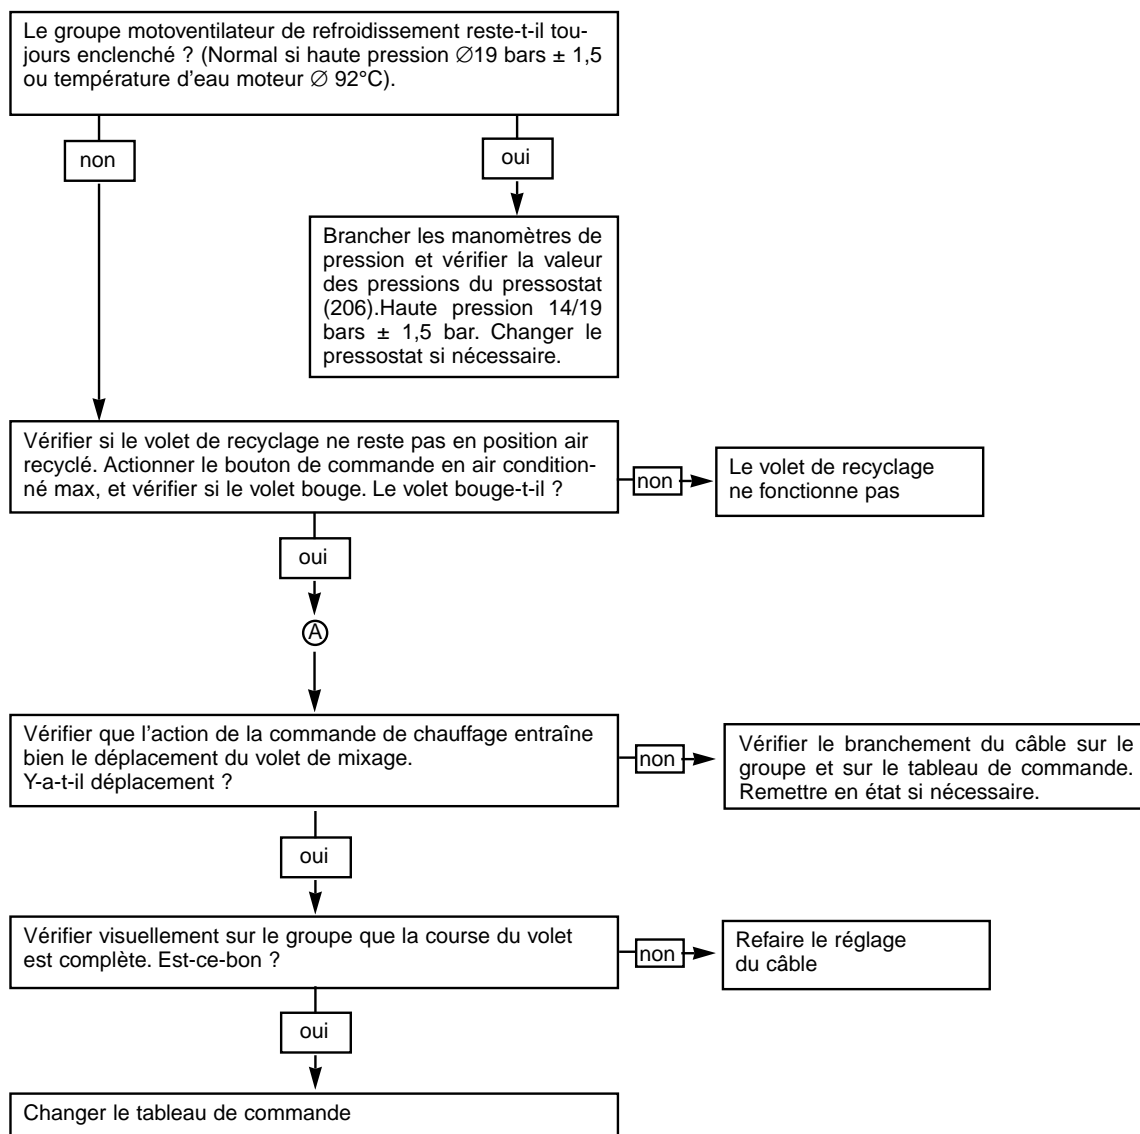 Le groupe motoventilateur de refroidissement reste-t-il tou-
jours enclenché ? (Normal si haute pression ∅19 bars ± 1,5
ou température d'eau moteur ∅ 92°C).
non
oui
Brancher les manomètres de
pression et vérifier la valeur
des pressions du pressostat
(206).Haute pression 14/19
bars ± 1,5 bar. Changer le
pressostat si nécessaire.
Vérifier si le volet de recyclage ne reste pas en position air
recyclé. Actionner le bouton de commande en air condition-
né max, et vérifier si le volet bouge. Le volet bouge-t-il ?
non
Le volet de recyclage
ne fonctionne pas
oui
A
Vérifier que l'action de la commande de chauffage entraîne
bien le déplacement du volet de mixage.
Y-a-t-il déplacement ?
non
Vérifier le branchement du câble sur le
groupe et sur le tableau de commande.
Remettre en état si nécessaire.
oui
Vérifier visuellement sur le groupe que la course du volet
est complète. Est-ce-bon ?
non
Refaire le réglage
du câble
oui
Changer le tableau de commande